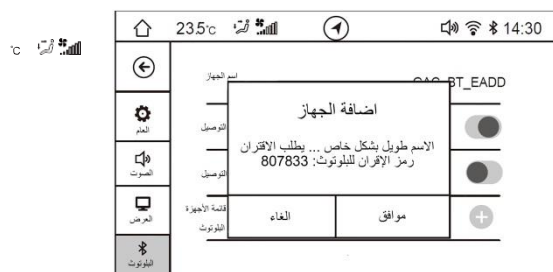 °C
23.5°C
14:30
اسم الجهاز
GAC_BT_EADD
اضافة الجهاز
الاسم طويل بشكل خاص ... يطلب الاقتران
رمز الإقران للبلوتوث: 807833
الغاء
موافق
التوصيل
التوصيل
قائمة الأجهزة
البلوتوث
العام
الصوت
العرض
البلوتوث